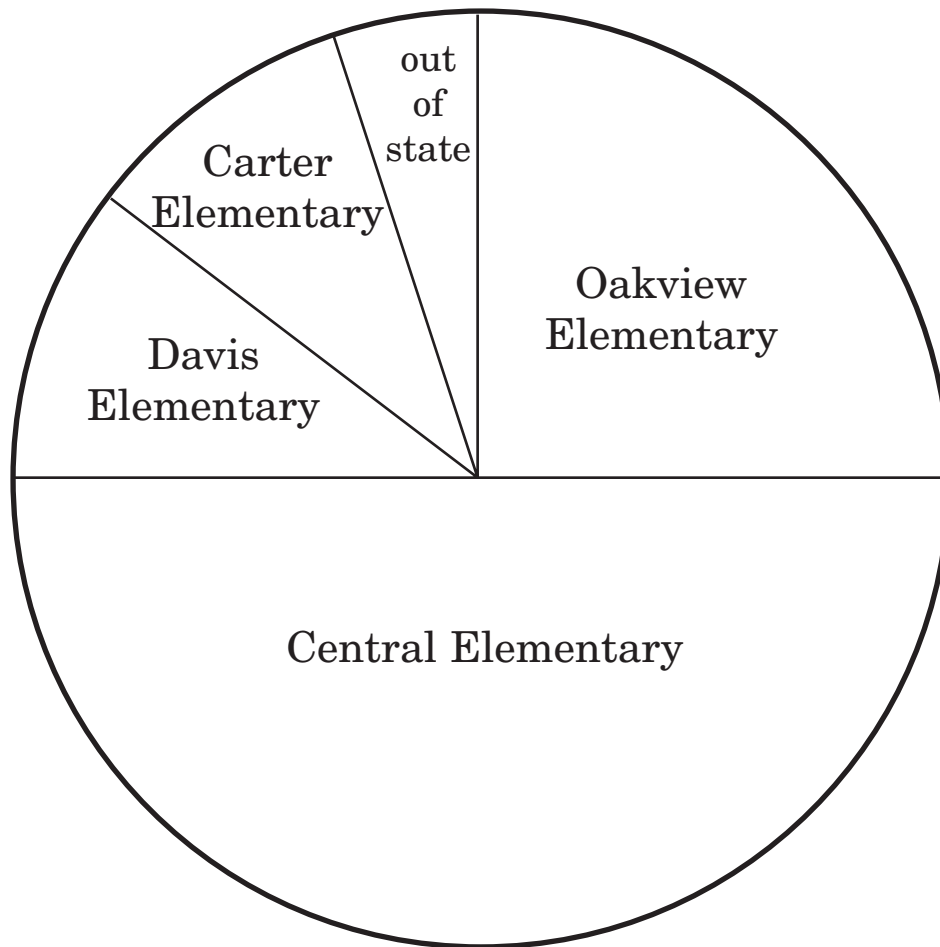 out
of
state
Carter
Elementary
Oakview
Elementary
Davis
Elementary
Central Elementary